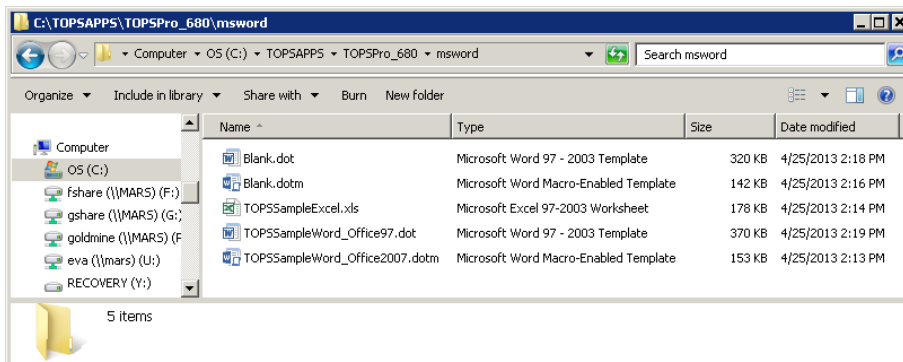 C:\TOPSAPPS\TOPSPro_680\msword
Computer OS (C:) TOPSAPPS TOPSPro_680 msword Search msword
Organize Include in library Share with Burn New folder
Name Type Size Date modified
Computer
OS (C:)
fshare (\\MARS) (F:)
gshare (\\MARS) (G:)
goldmine (\\MARS) (P
eva (\\mars) (U:)
RECOVERY (Y:)
Blank.dot Microsoft Word 97 - 2003 Template 320 KB 4/25/2013 2:18 PM
Blank.dotm Microsoft Word Macro-Enabled Template 142 KB 4/25/2013 2:16 PM
TOPSSampleExcel.xls Microsoft Excel 97-2003 Worksheet 178 KB 4/25/2013 2:14 PM
TOPSSampleWord_Office97.dot Microsoft Word 97 - 2003 Template 370 KB 4/25/2013 2:19 PM
TOPSSampleWord_Office2007.dotm Microsoft Word Macro-Enabled Template 153 KB 4/25/2013 2:13 PM
5 items